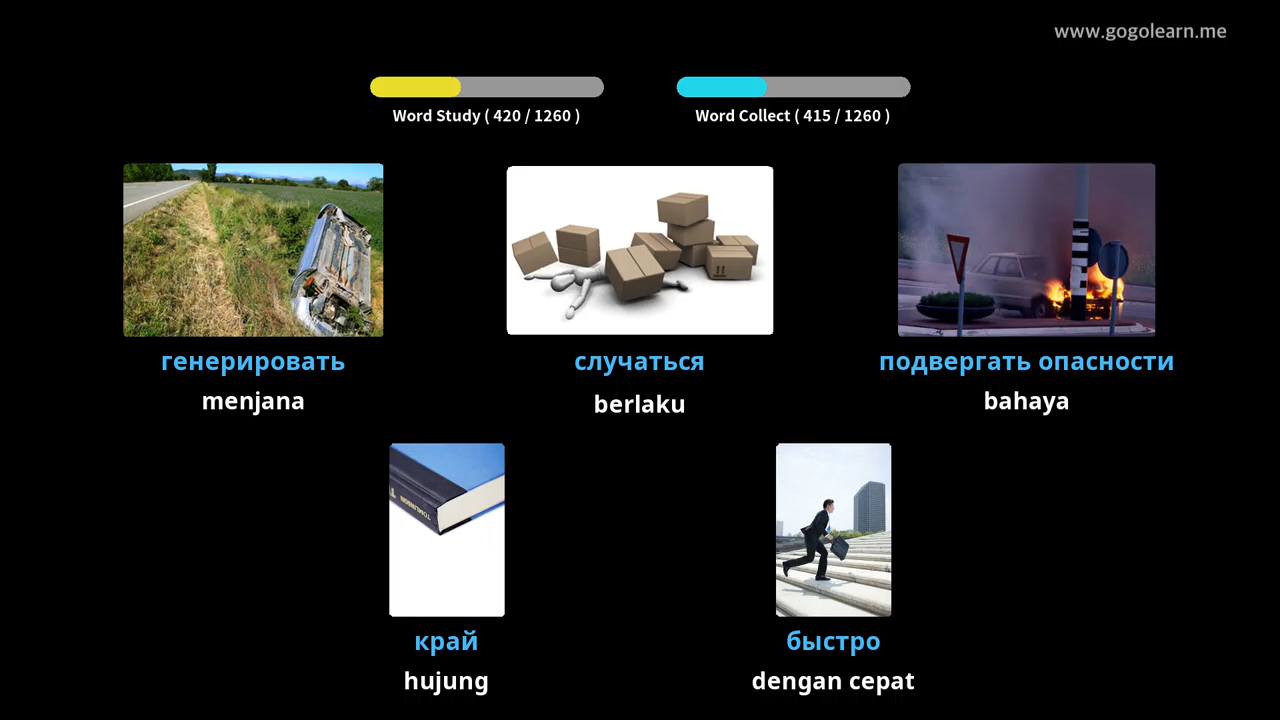 www.gogolearn.me
Word Study ( 420 / 1260 )
Word Collect ( 415 / 1260 )
генерировать
случаться
подвергать опасности
menjana
berlaku
bahaya
TOMLINSON
край
быстро
hujung
dengan cepat